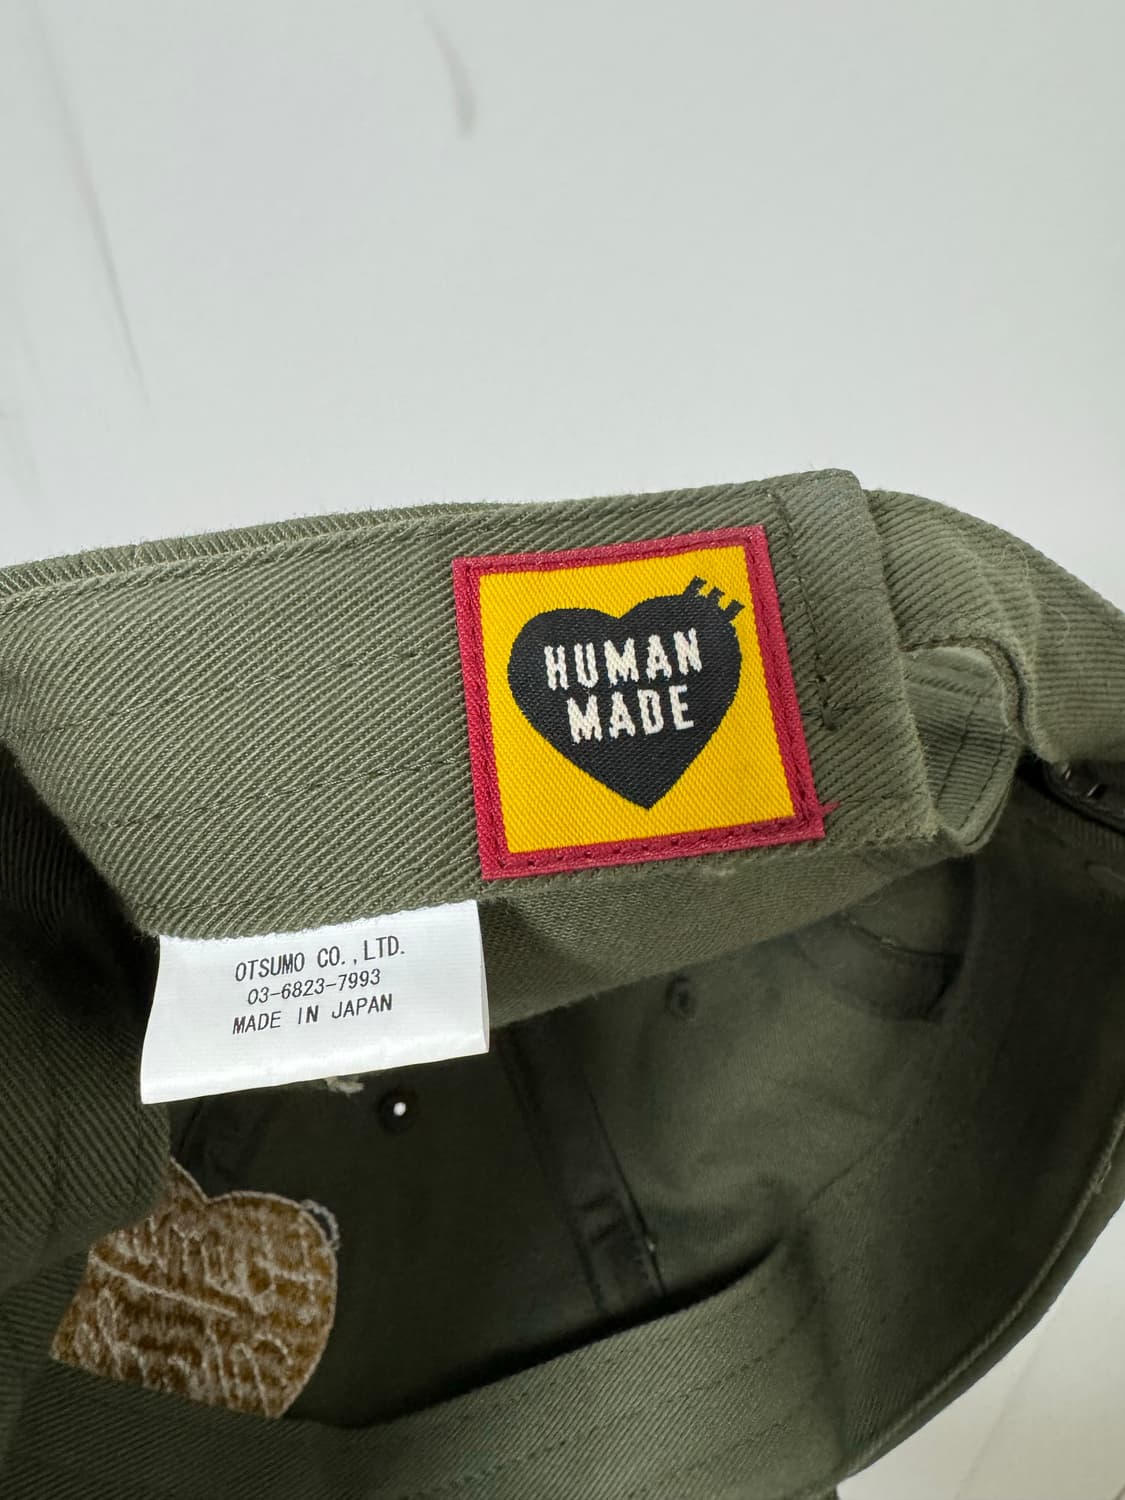 HUMAN
MADE
OTSUMO CO.,LTD.
03-6823-7993
MADE IN JAPAN